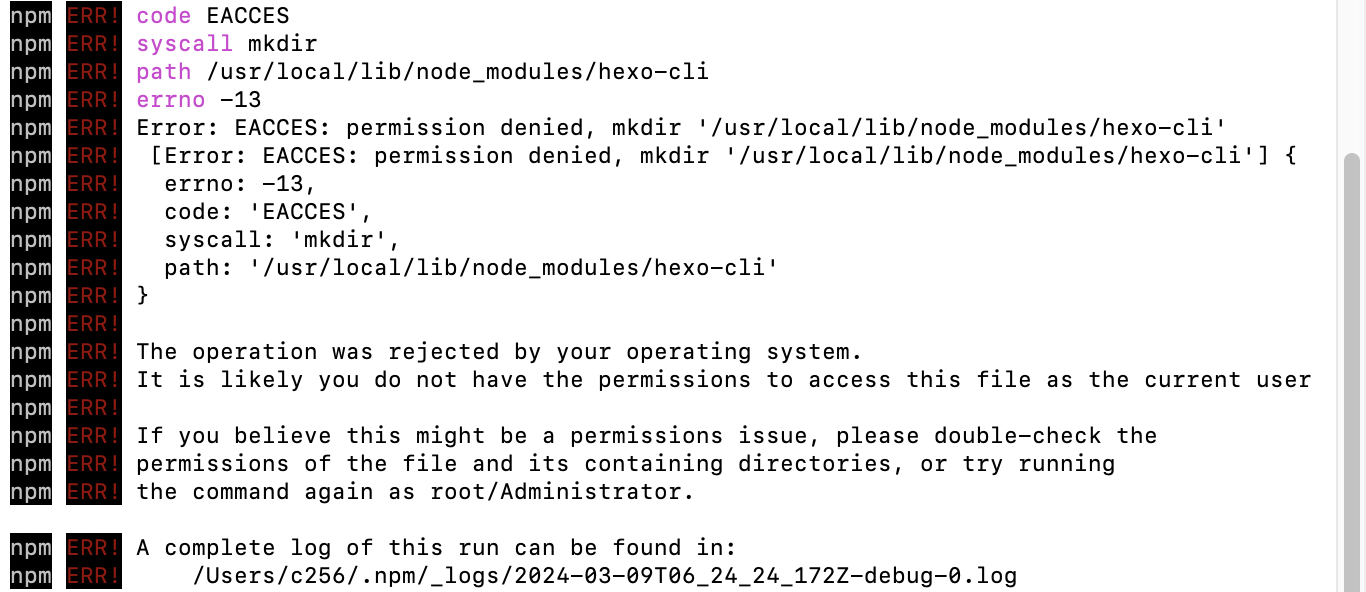 npm ERR! code EACCES
npm ERR! syscall mkdir
npm ERR! path /usr/local/lib/node_modules/hexo-cli
npm ERR! errno -13
npm ERR! Error: EACCES: permission denied, mkdir '/usr/local/lib/node_modules/hexo-cli'
npm ERR!  [Error: EACCES: permission denied, mkdir '/usr/local/lib/node_modules/hexo-cli'] {
npm ERR!   errno: -13,
npm ERR!   code: 'EACCES',
npm ERR!   syscall: 'mkdir',
npm ERR!   path: '/usr/local/lib/node_modules/hexo-cli'
npm ERR! }
npm ERR!
npm ERR! The operation was rejected by your operating system.
npm ERR! It is likely you do not have the permissions to access this file as the current user
npm ERR!
npm ERR! If you believe this might be a permissions issue, please double-check the
npm ERR! permissions of the file and its containing directories, or try running
npm ERR! the command again as root/Administrator.
npm ERR! A complete log of this run can be found in:
npm ERR!     /Users/c256/.npm/_logs/2024-03-09T06_24_24_172Z-debug-0.log